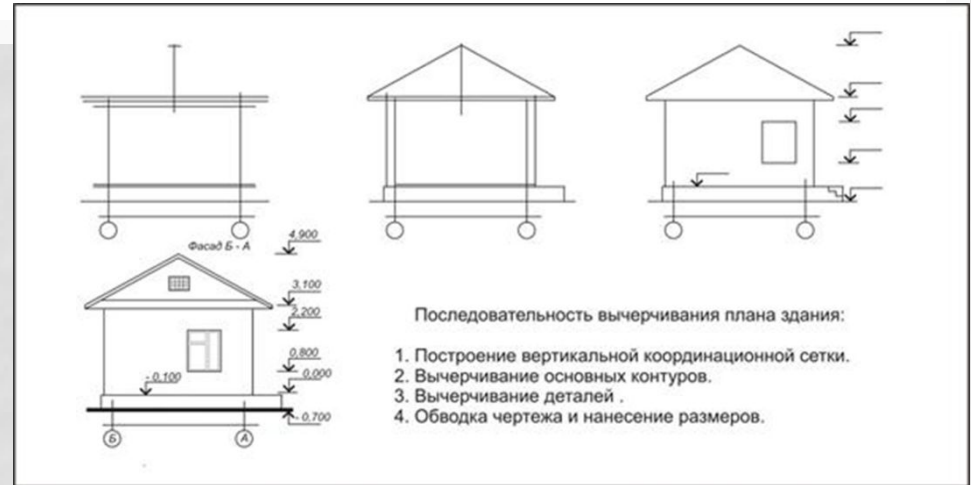 Фасад Б - А
4,900
3,100
2,200
0,800
- 0,100
0,000
- 0,700
Б
А
Последовательность вычерчивания плана здания:
1. Построение вертикальной координационной сетки.
2. Вычерчивание основных контуров.
3. Вычерчивание деталей .
4. Обводка чертежа и нанесение размеров.